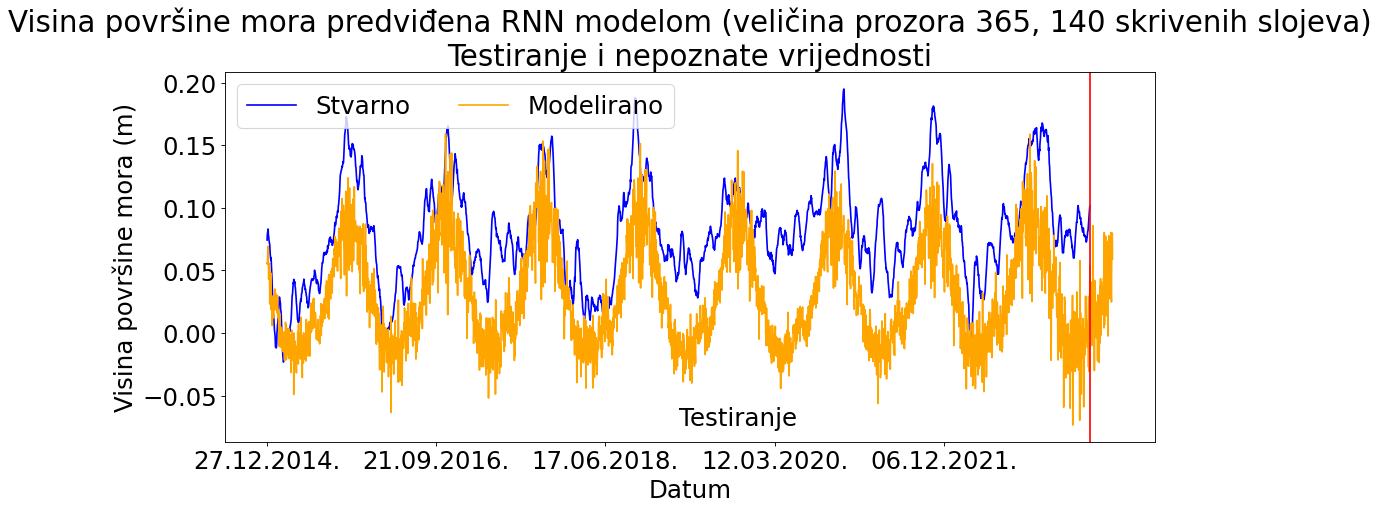 Visina površine mora predviđena RNN modelom (veličina prozora 365, 140 skrivenih slojeva)
Testiranje i nepoznate vrijednosti
Stvarno Modelirano
Visina površine mora (m)
0.20
0.15
0.10
0.05
0.00
−0.05
Testiranje
27.12.2014. 21.09.2016. 17.06.2018. 12.03.2020. 06.12.2021.
Datum